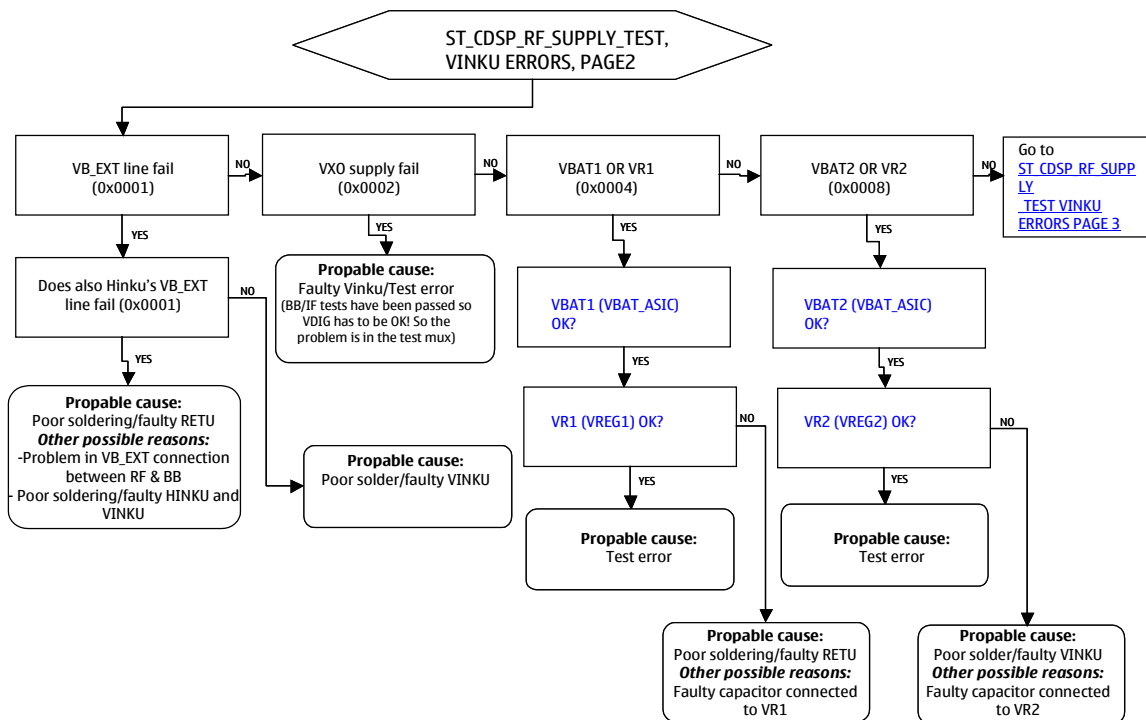 ST_CDSP_RF_SUPPLY_TEST,
VINKU ERRORS, PAGE2
VB_EXT line fail
(0x0001)
NO
VXO supply fail
(0x0002)
NO
VBAT1 OR VR1
(0x0004)
NO
VBAT2 OR VR2
(0x0008)
NO
Go to
ST_CDSP_RF_SUPP
LY
_TEST VINKU
ERRORS PAGE 3
YES
YES
YES
YES
Does also Hinku's VB_EXT
line fail (0x0001)
NO
Propable cause:
Faulty Vinku/Test error
(BB/IF tests have been passed so
VDIG has to be OK! So the
problem is in the test mux)
VBAT1 (VBAT_ASIC)
OK?
VBAT2 (VBAT_ASIC)
OK?
YES
YES
YES
Propable cause:
Poor soldering/faulty RETU
Other possible reasons:
-Problem in VB_EXT connection
between RF & BB
- Poor soldering/faulty HINKU and
VINKU
Propable cause:
Poor solder/faulty VINKU
VR1 (VREG1) OK?
NO
VR2 (VREG2) OK?
NO
YES
YES
Propable cause:
Test error
Propable cause:
Test error
Propable cause:
Poor soldering/faulty RETU
Other possible reasons:
Faulty capacitor connected
to VR1
Propable cause:
Poor solder/faulty VINKU
Other possible reasons:
Faulty capacitor connected
to VR2